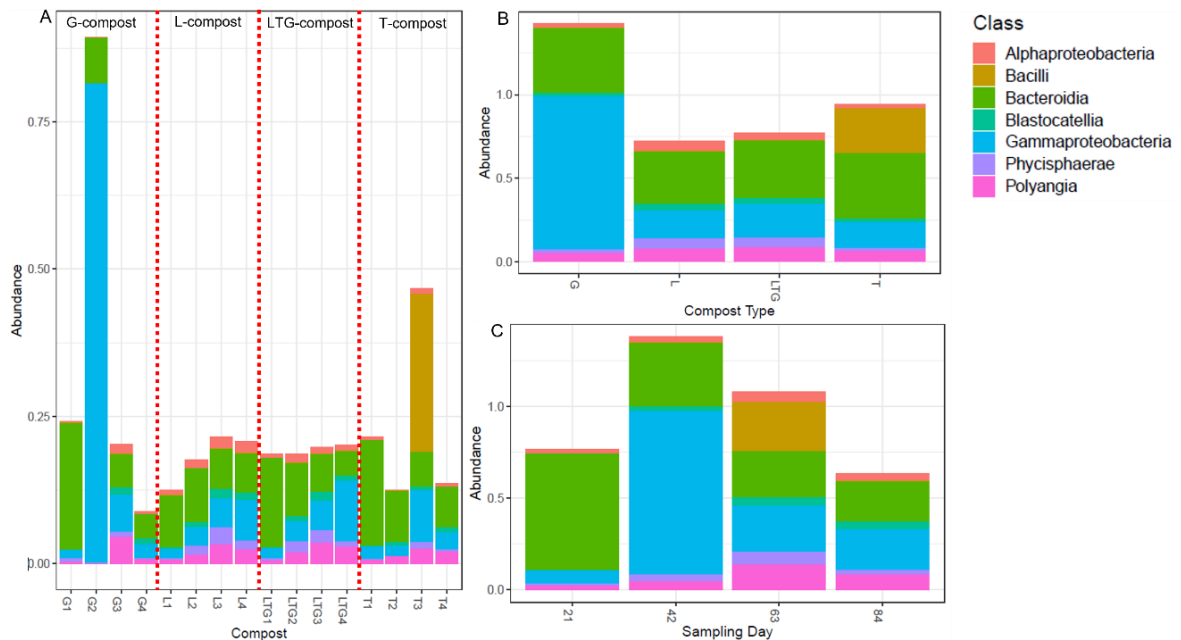 A
G-compost
L-compost
LTG-compost
T-compost
Abundance
0.75
0.50
0.25
0.00
G1
G2
G3
G4
L1
L2
L3
L4
LTG1
LTG2
LTG3
LTG4
T1
T2
T3
T4
Compost
B
Abundance
1.0
0.5
0.0
G
L
LTG
T
Compost Type
C
Abundance
1.0
0.5
0.0
21
42
63
84
Sampling Day
Class
Alphaproteobacteria
Bacilli
Bacteroidia
Blastocatellia
Gammaproteobacteria
Phycisphaerae
Polyangia